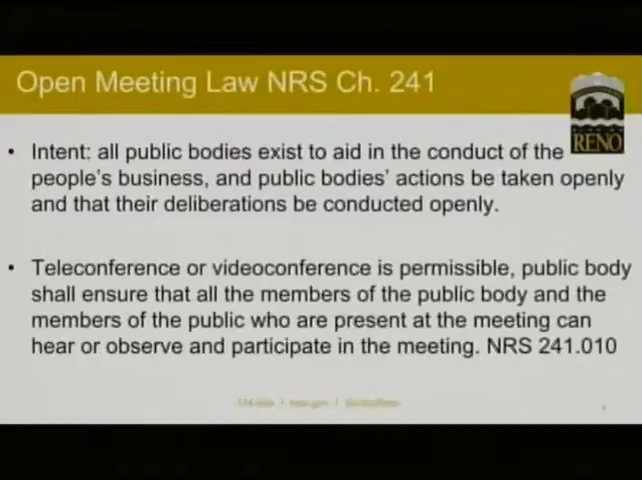 Open Meeting Law NRS Ch. 241
RENO
• Intent: all public bodies exist to aid in the conduct of the
people's business, and public bodies' actions be taken openly
and that their deliberations be conducted openly.
• Teleconference or videoconference is permissible, public body
shall ensure that all the members of the public body and the
members of the public who are present at the meeting can
hear or observe and participate in the meeting. NRS 241.010